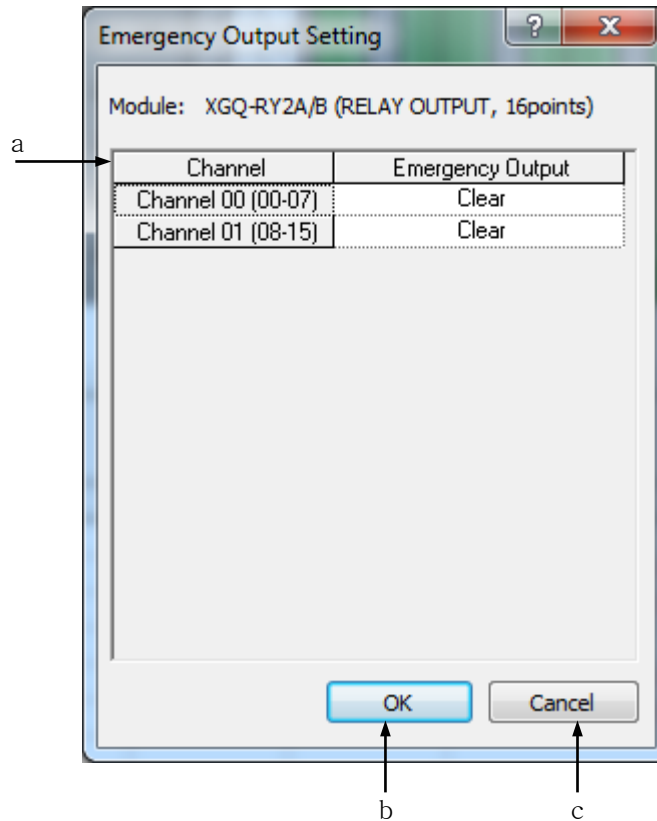 Emergency Output Setting
?
X
Module: XGQ-RY2A/B (RELAY OUTPUT, 16points)
a
Channel Emergency Output
Channel 00 (00-07) Clear
Channel 01 (08-15) Clear
OK Cancel
b c